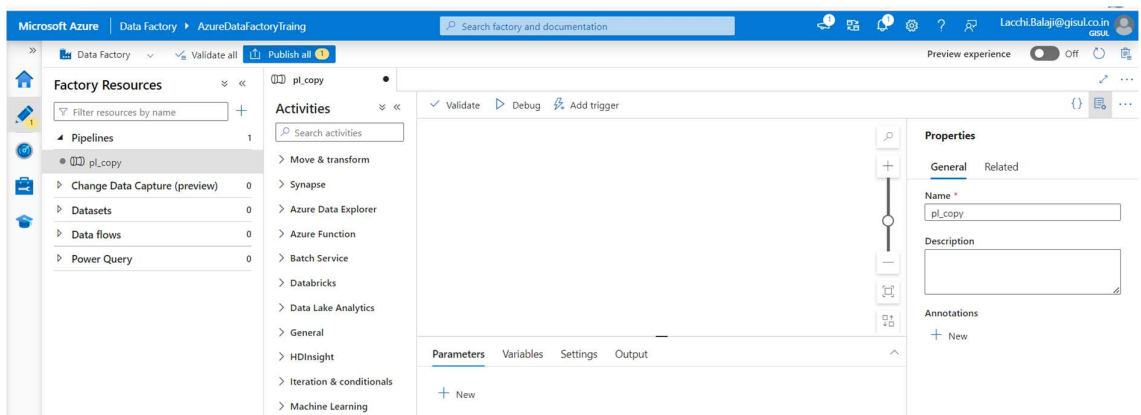 Microsoft Azure | Data Factory ▸ AzureDataFactoryTraing
Search factory and documentation
1
1
Lacchi.Balaji@gisul.co.in
GISUL
»
Data Factory
Validate all
Publish all 1
Preview experience
Off
1
Factory Resources
Filter resources by name
Pipelines 1
pl_copy
Change Data Capture (preview) 0
Datasets 0
Data flows 0
Power Query 0
pl_copy
Activities
Search activities
Move & transform
Synapse
Azure Data Explorer
Azure Function
Batch Service
Databricks
Data Lake Analytics
General
HDInsight
Iteration & conditionals
Machine Learning
Validate Debug Add trigger
Parameters Variables Settings Output
+ New
Properties
General Related
Name *
pl_copy
Description
Annotations
+ New